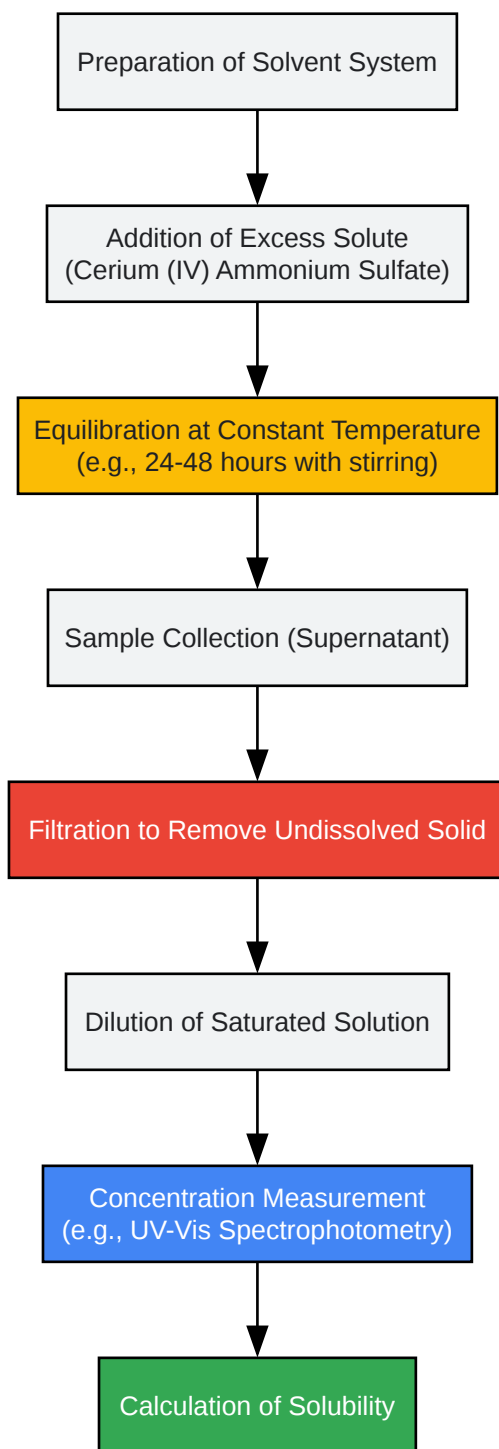 Preparation of Solvent System
Addition of Excess Solute
(Cerium (IV) Ammonium Sulfate)
Equilibration at Constant Temperature
(e.g., 24-48 hours with stirring)
Sample Collection (Supernatant)
Filtration to Remove Undissolved Solid
Dilution of Saturated Solution
Concentration Measurement
(e.g., UV-Vis Spectrophotometry)
Calculation of Solubility